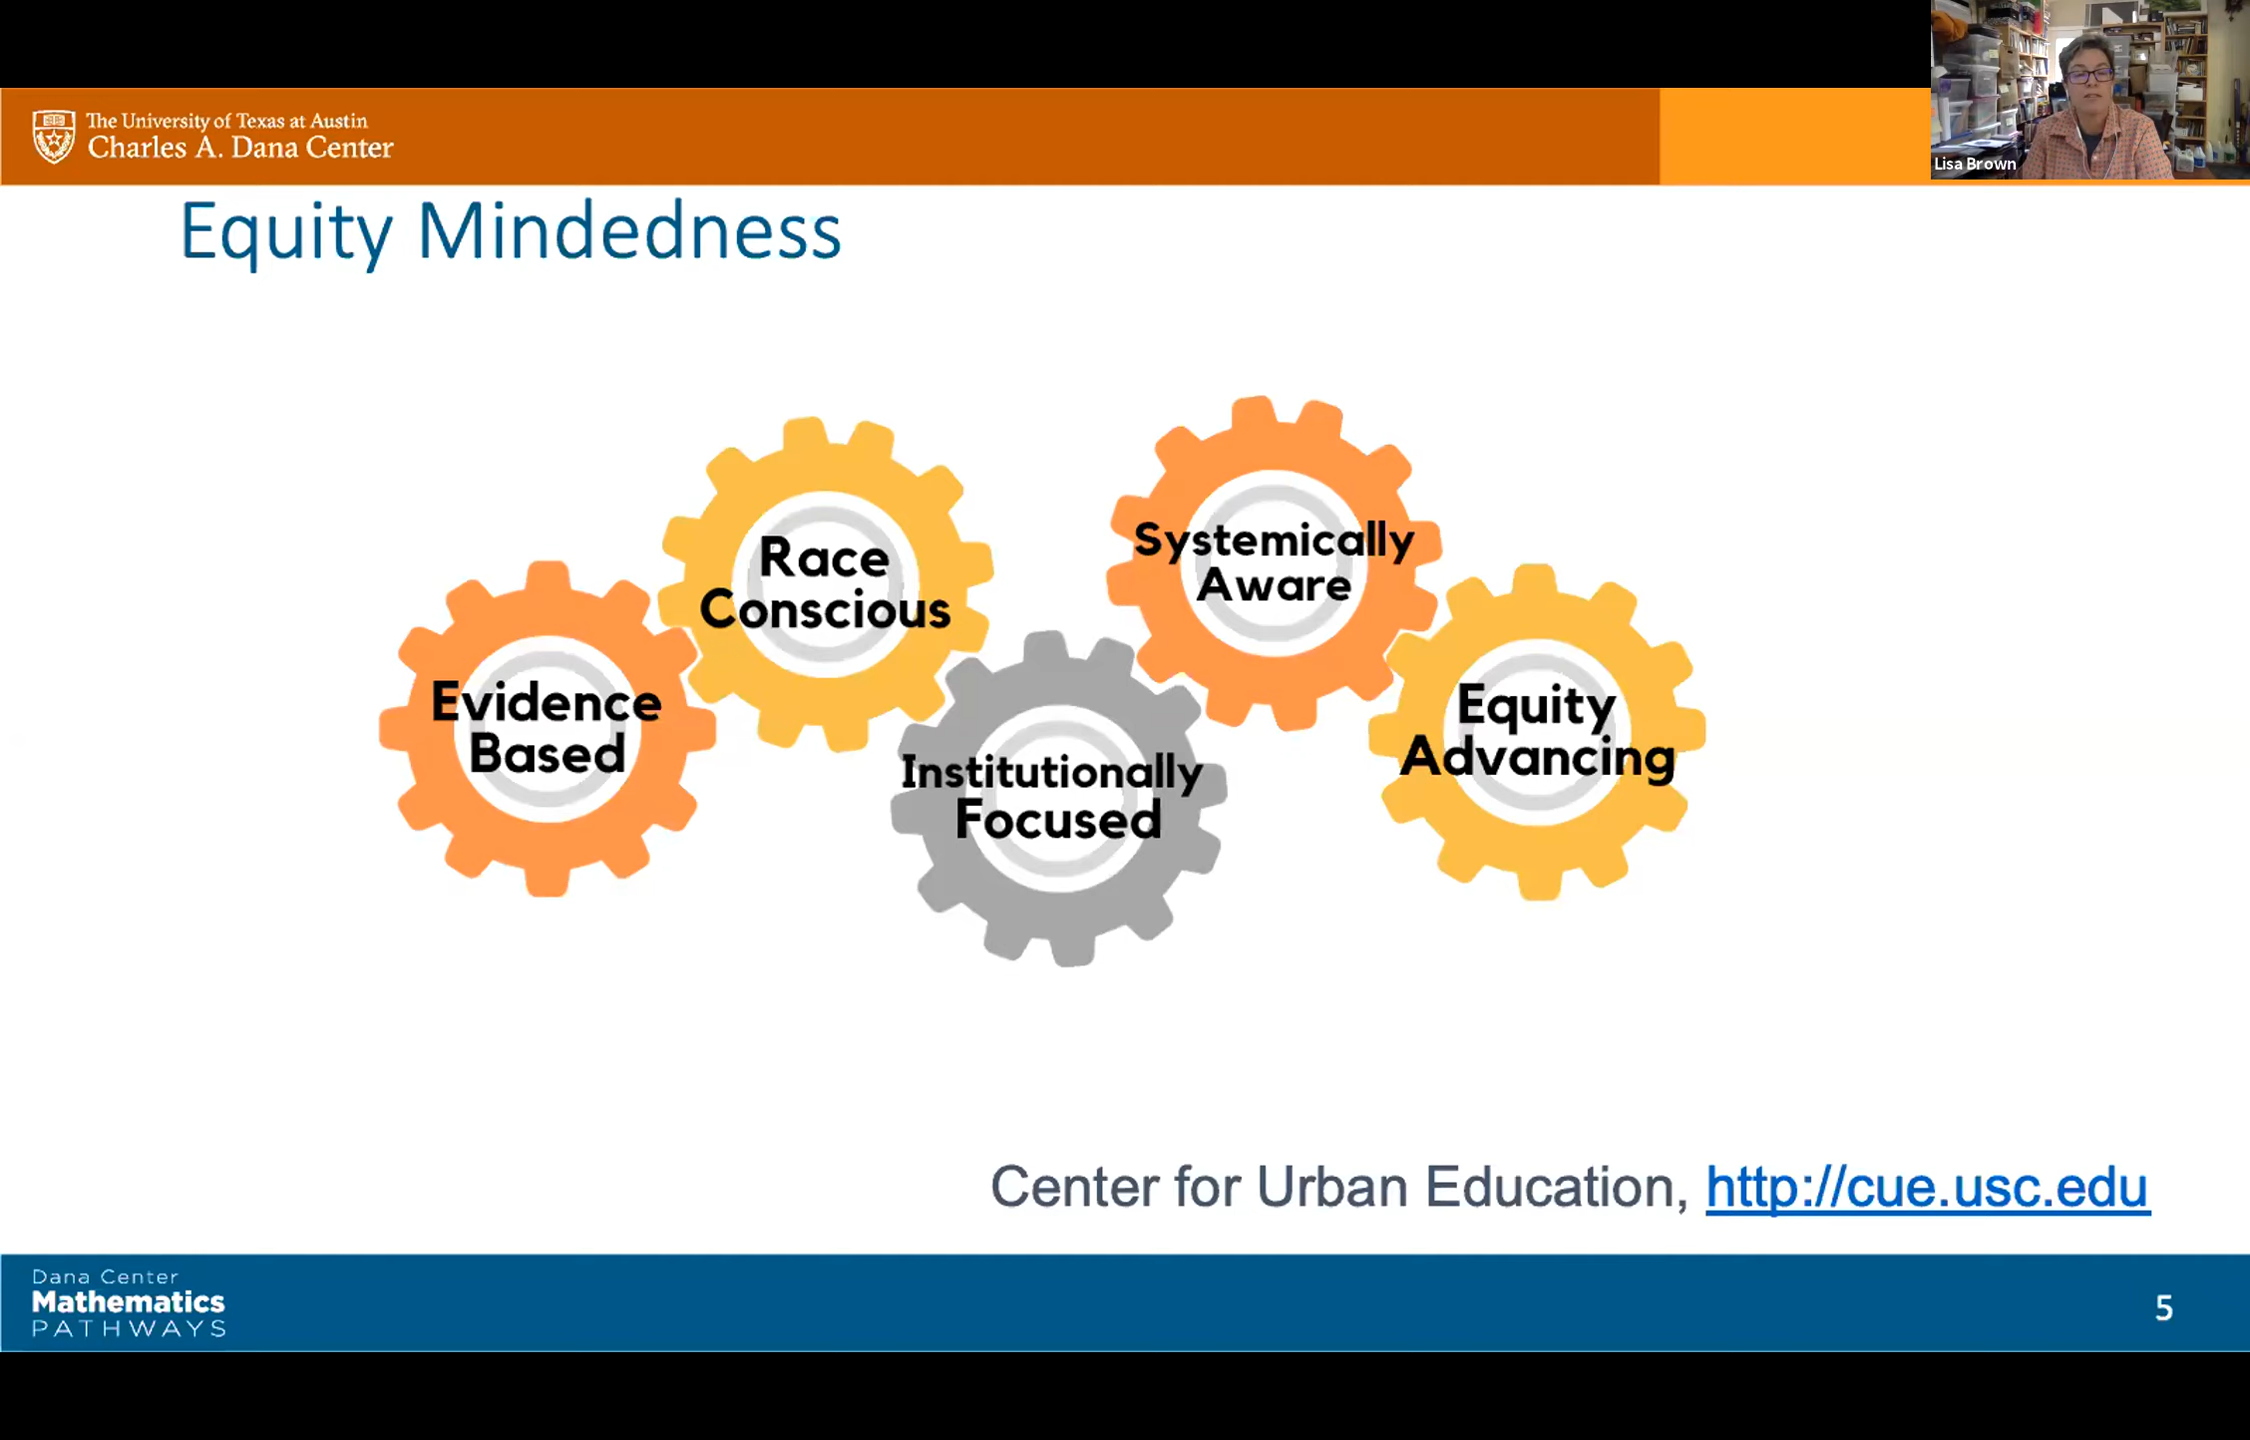 The University of Texas at Austin
Charles A. Dana Center
Lisa Brown
Equity Mindedness
Race
Conscious
Systemically
Aware
Evidence
Based
Institutionally
Focused
Equity
Advancing
Center for Urban Education, http://cue.usc.edu
Dana Center
Mathematics
PATHWAYS
5